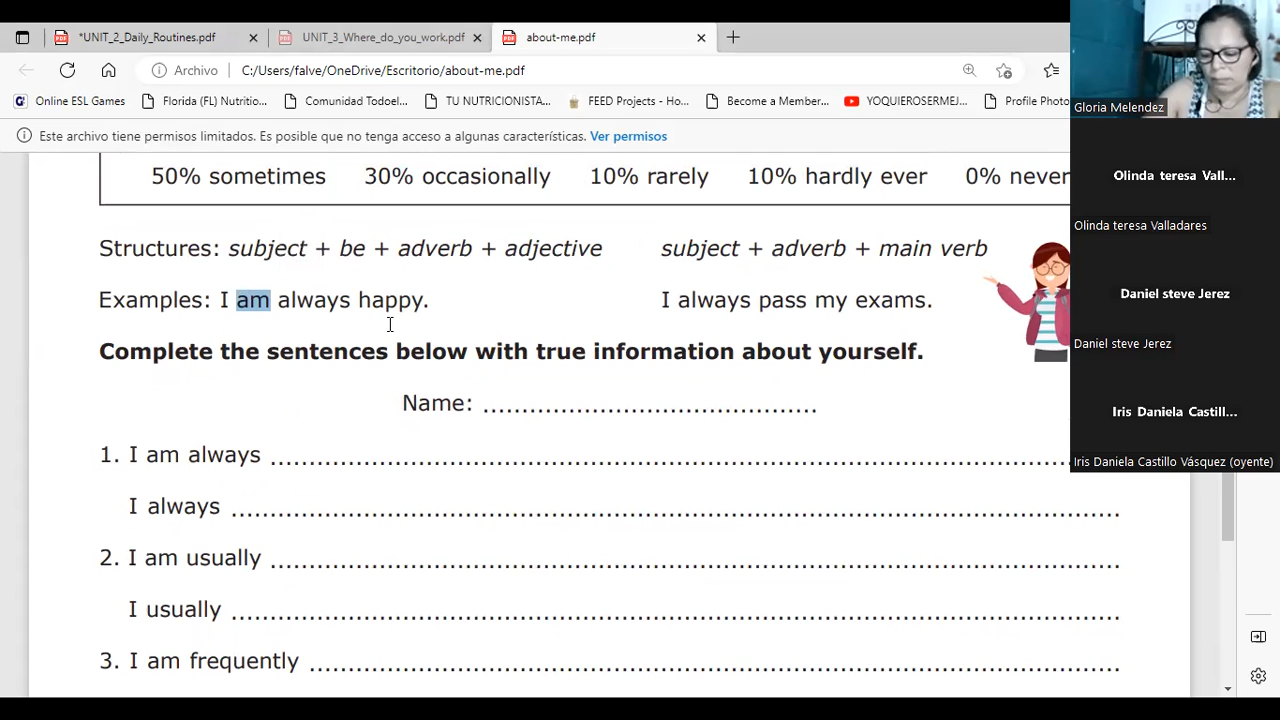 *UNIT_2_Daily_Routines.pdf
UNIT_3_Where_do_you_work.pdf
about-me.pdf
Archivo
C:/Users/falve/OneDrive/Escritorio/about-me.pdf
Online ESL Games
Florida (FL) Nutritio...
Comunidad Todoel...
TU NUTRICIONISTA...
FEED Projects - Ho...
Become a Member...
YOQUIEROSERMEJ...
Profile Photo
Este archivo tiene permisos limitados. Es posible que no tenga acceso a algunas características. Ver permisos
50% sometimes 30% occasionally 10% rarely 10% hardly ever 0% never
Structures: subject + be + adverb + adjective subject + adverb + main verb
Examples: I am always happy. I always pass my exams.
Complete the sentences below with true information about yourself.
Name: ..........................................
1. I am always ..........................................
I always ..........................................
2. I am usually ..........................................
I usually ..........................................
3. I am frequently ..........................................
Gloria Melendez
Olinda teresa Vall...
Olinda teresa Valladares
Daniel steve Jerez
Daniel steve Jerez
Iris Daniela Castill...
Iris Daniela Castillo Vásquez (oyente)